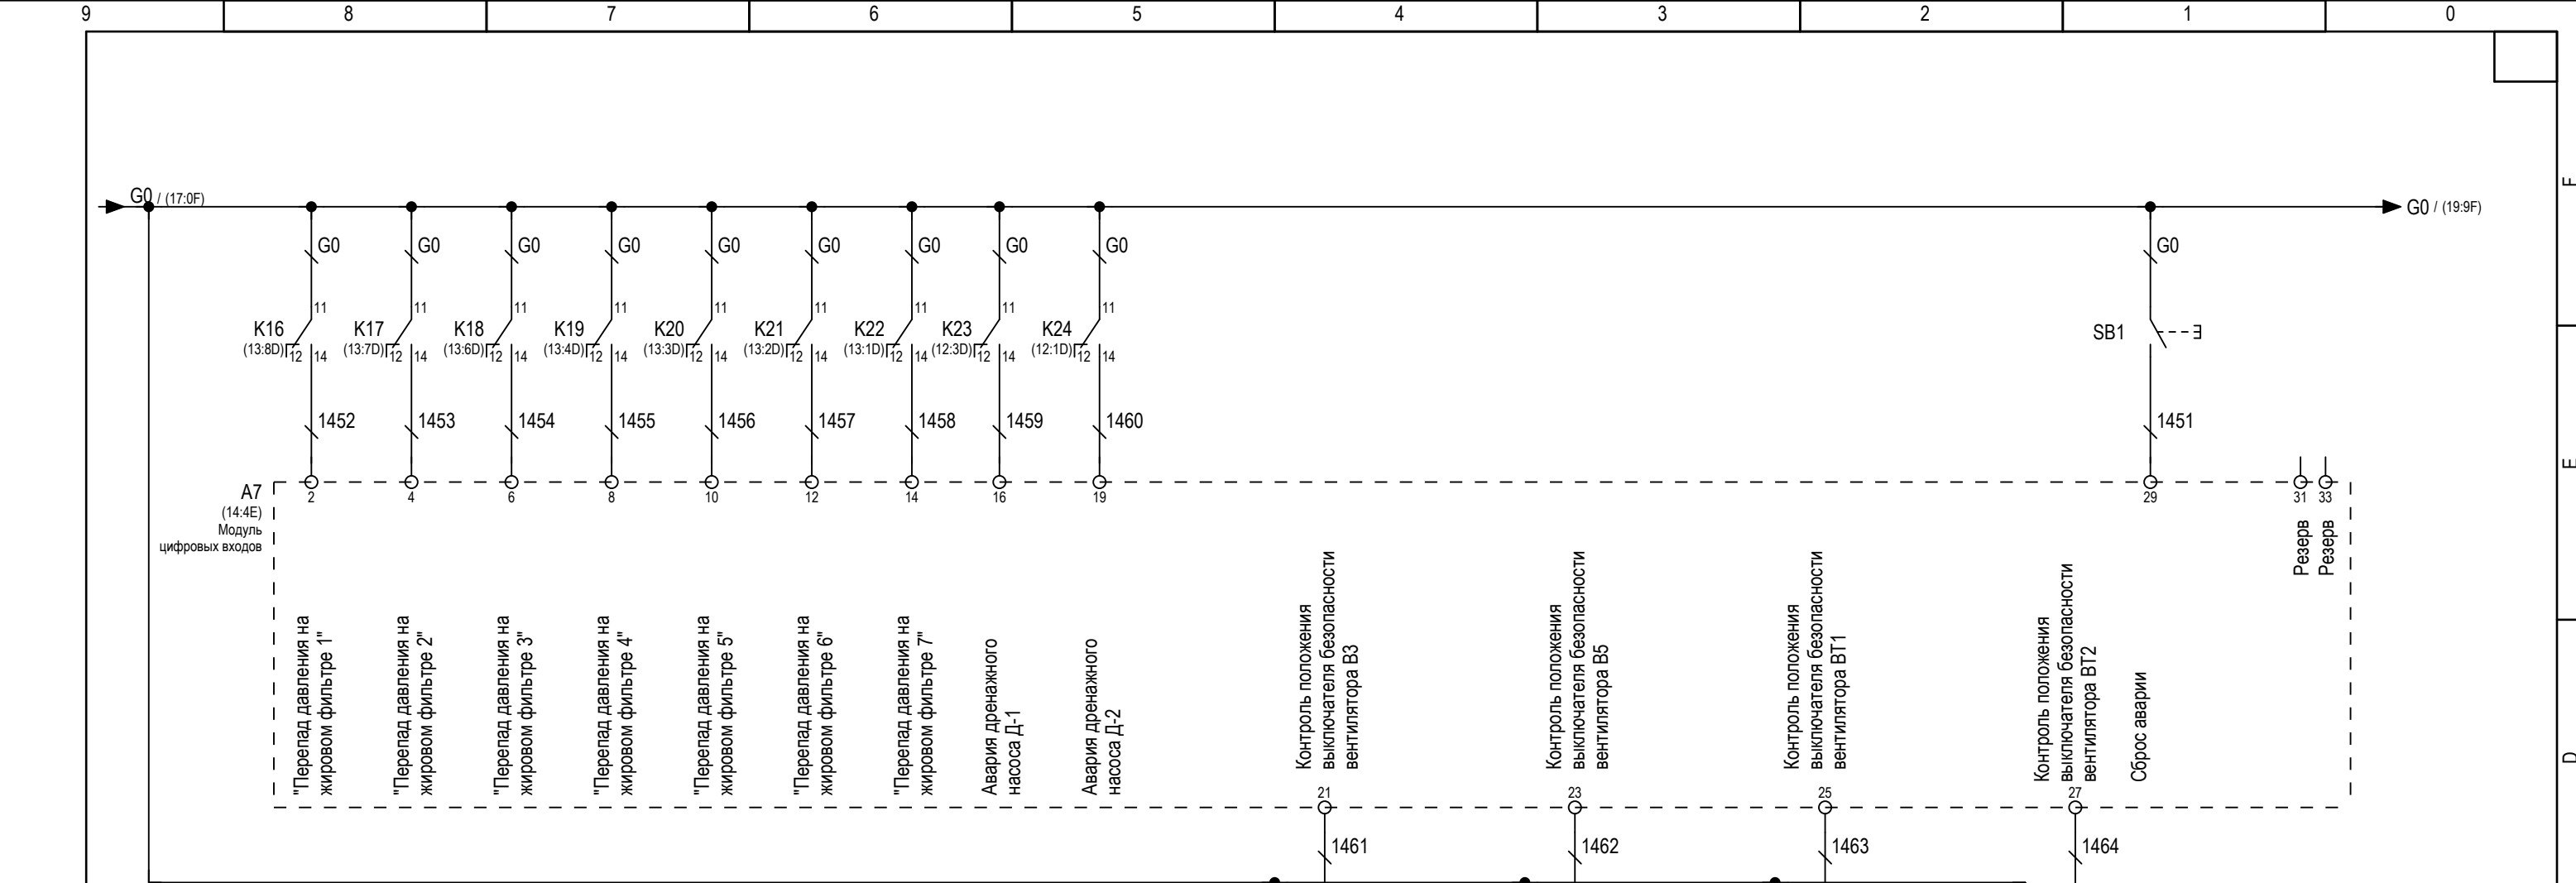 9 8 7 6 5 4 3 2 1 0
G0 / (17:0F)
G0 / (19:9F)
F
G0 G0 G0 G0 G0 G0 G0 G0 G0 G0
11 11 11 11 11 11 11 11 11
K16 K17 K18 K19 K20 K21 K22 K23 K24 SB1
(13:8D) (13:7D) (13:6D) (13:4D) (13:3D) (13:2D) (13:1D) (12:3D) (12:1D)
12 14 12 14 12 14 12 14 12 14 12 14 12 14 12 14 12 14
1452 1453 1454 1455 1456 1457 1458 1459 1460 1451
E
A7
2 4 6 8 10 12 14 16 19 29 31 33
(14:4E)
Модуль
цифровых входов
Резерв
Резерв
"Перепад давления на
жировом фильтре 1"
"Перепад давления на
жировом фильтре 2"
"Перепад давления на
жировом фильтре 3"
"Перепад давления на
жировом фильтре 4"
"Перепад давления на
жировом фильтре 5"
"Перепад давления на
жировом фильтре 6"
"Перепад давления на
жировом фильтре 7"
Авария дренажного
насоса Д-1
Авария дренажного
насоса Д-2
Контроль положения
выключателя безопасности
вентилятора В3
Контроль положения
выключателя безопасности
вентилятора В5
Контроль положения
выключателя безопасности
вентилятора ВТ1
Контроль положения
выключателя безопасности
вентилятора ВТ2
Сброс аварии
D
21 23 25 27
1461 1462 1463 1464